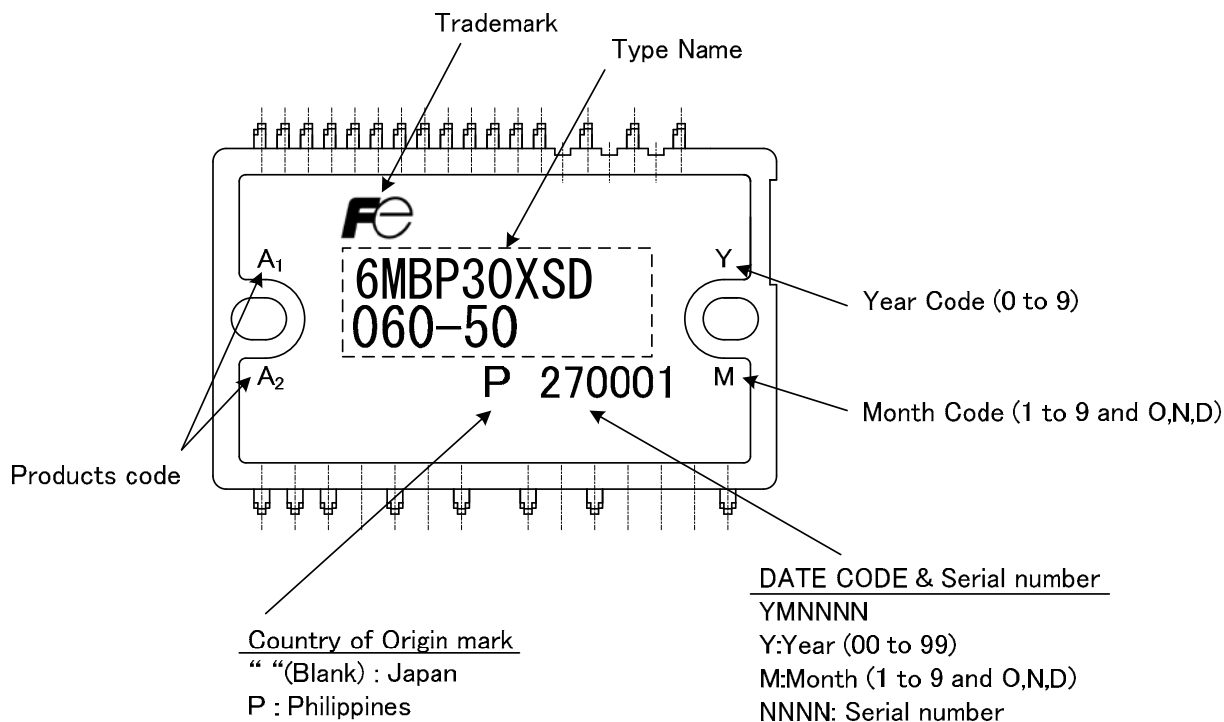 Trademark
Type Name
Fe
A₁
6MBP30XSD
060-50
Y
Year Code (0 to 9)
A₂
P 270001
M
Month Code (1 to 9 and O,N,D)
Products code
Country of Origin mark
“ “(Blank) : Japan
P : Philippines
DATE CODE & Serial number
YMNNNN
Y:Year (00 to 99)
M:Month (1 to 9 and O,N,D)
NNNN: Serial number